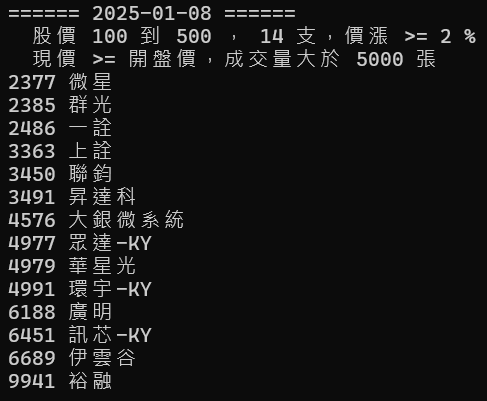 ====== 2025-01-08 ======
股價 100 到 500 , 14 支，價漲 >= 2 %
現價 >= 開盤價，成交量大於 5000 張
2377 微星
2385 群光
2486 一詮
3363 上詮
3450 聯鈞
3491 昇達科
4576 大銀微系統
4977 眾達-KY
4979 華星光
4991 環宇-KY
6188 廣明
6451 訊芯-KY
6689 伊雲谷
9941 裕融